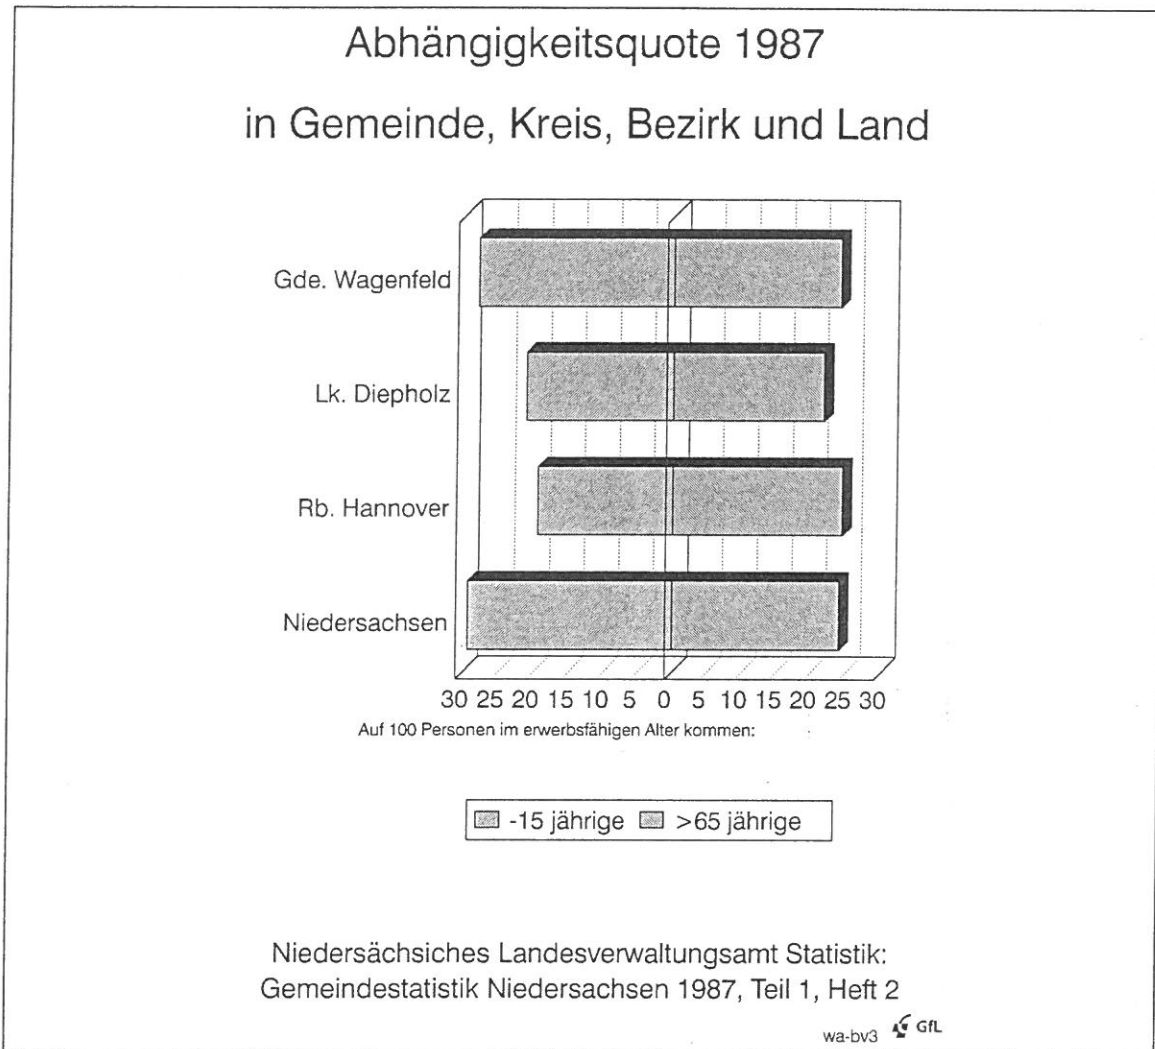 Abhängigkeitsquote 1987
in Gemeinde, Kreis, Bezirk und Land
Gde. Wagenfeld
Lk. Diepholz
Rb. Hannover
Niedersachsen
30 25 20 15 10 5 0 5 10 15 20 25 30
Auf 100 Personen im erwerbsfähigen Alter kommen:
-15 jährige >65 jährige
Niedersächsiches Landesverwaltungsamt Statistik:
Gemeindestatistik Niedersachsen 1987, Teil 1, Heft 2
wa-bv3 GfL